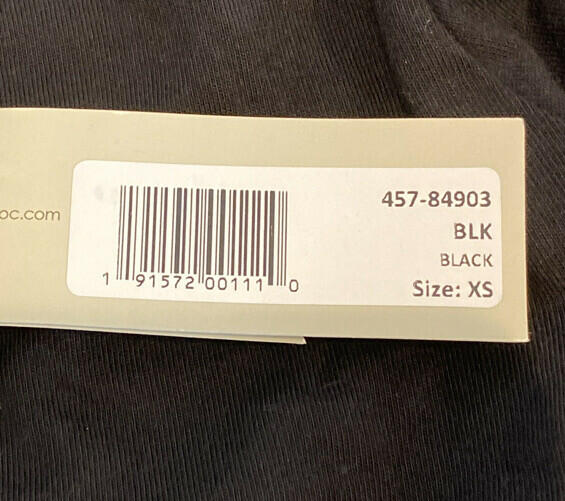 oc.com
457-84903
BLK
BLACK
Size: XS
1 91572 00111 0